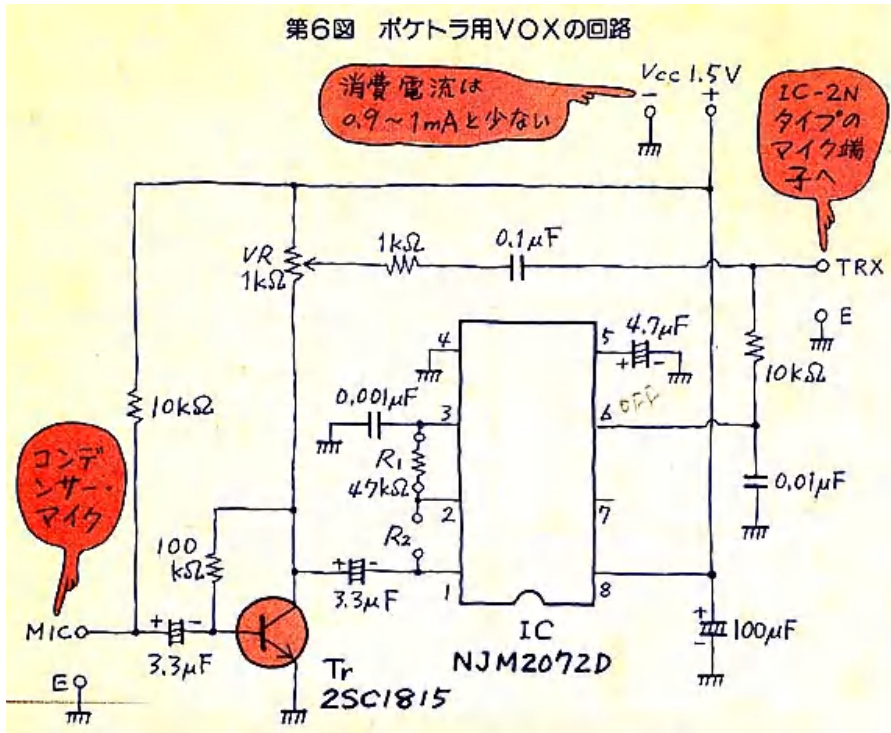 第6図 ポケトラ用VOXの回路
消費電流は
0.9~1mAと少ない
Vcc 1.5V
-
+
IC-2N
タイプの
マイク端
子へ
VR
1kΩ
1kΩ
0.1μF
TRX
E
4
5
4.7μF
+
-
10kΩ
10kΩ
0.001μF
3
6
OFF
R1
47kΩ
コンデ
ンサー・
マイク
0.01μF
2
7
R2
100
kΩ
+
-
3.3μF
1
8
MIC
+
-
3.3μF
IC
NJM2072D
+
-
100μF
E
Tr
2SC1815